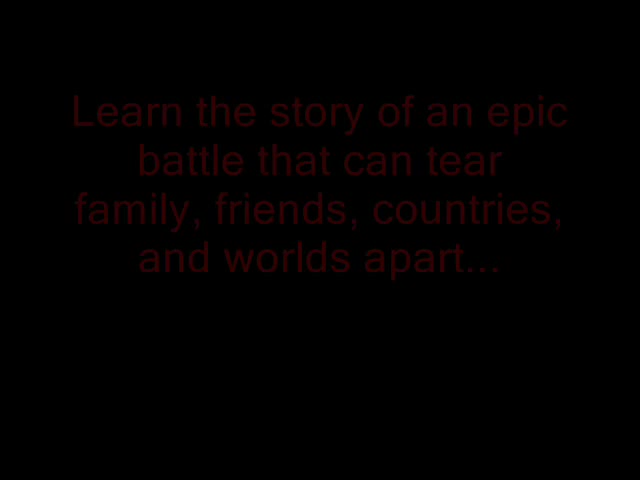 Learn the story of an epic
battle that can tear
family, friends, countries,
and worlds apart...